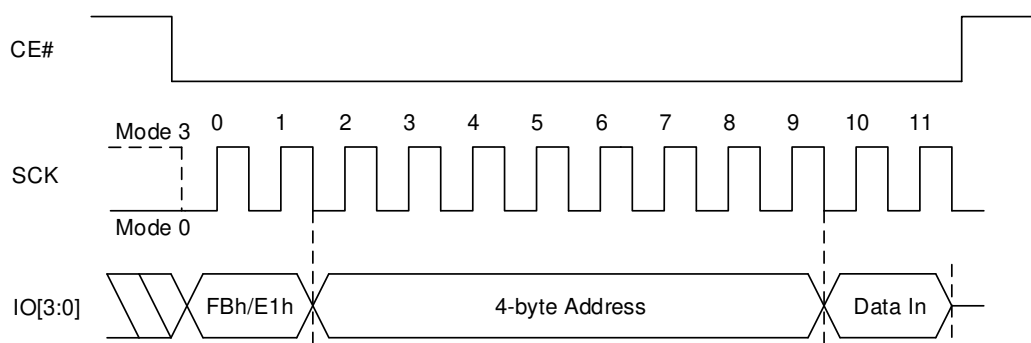 CE#
Mode 3 0 1 2 3 4 5 6 7 8 9 10 11
SCK
Mode 0
IO[3:0] FBh/E1h 4-byte Address Data In